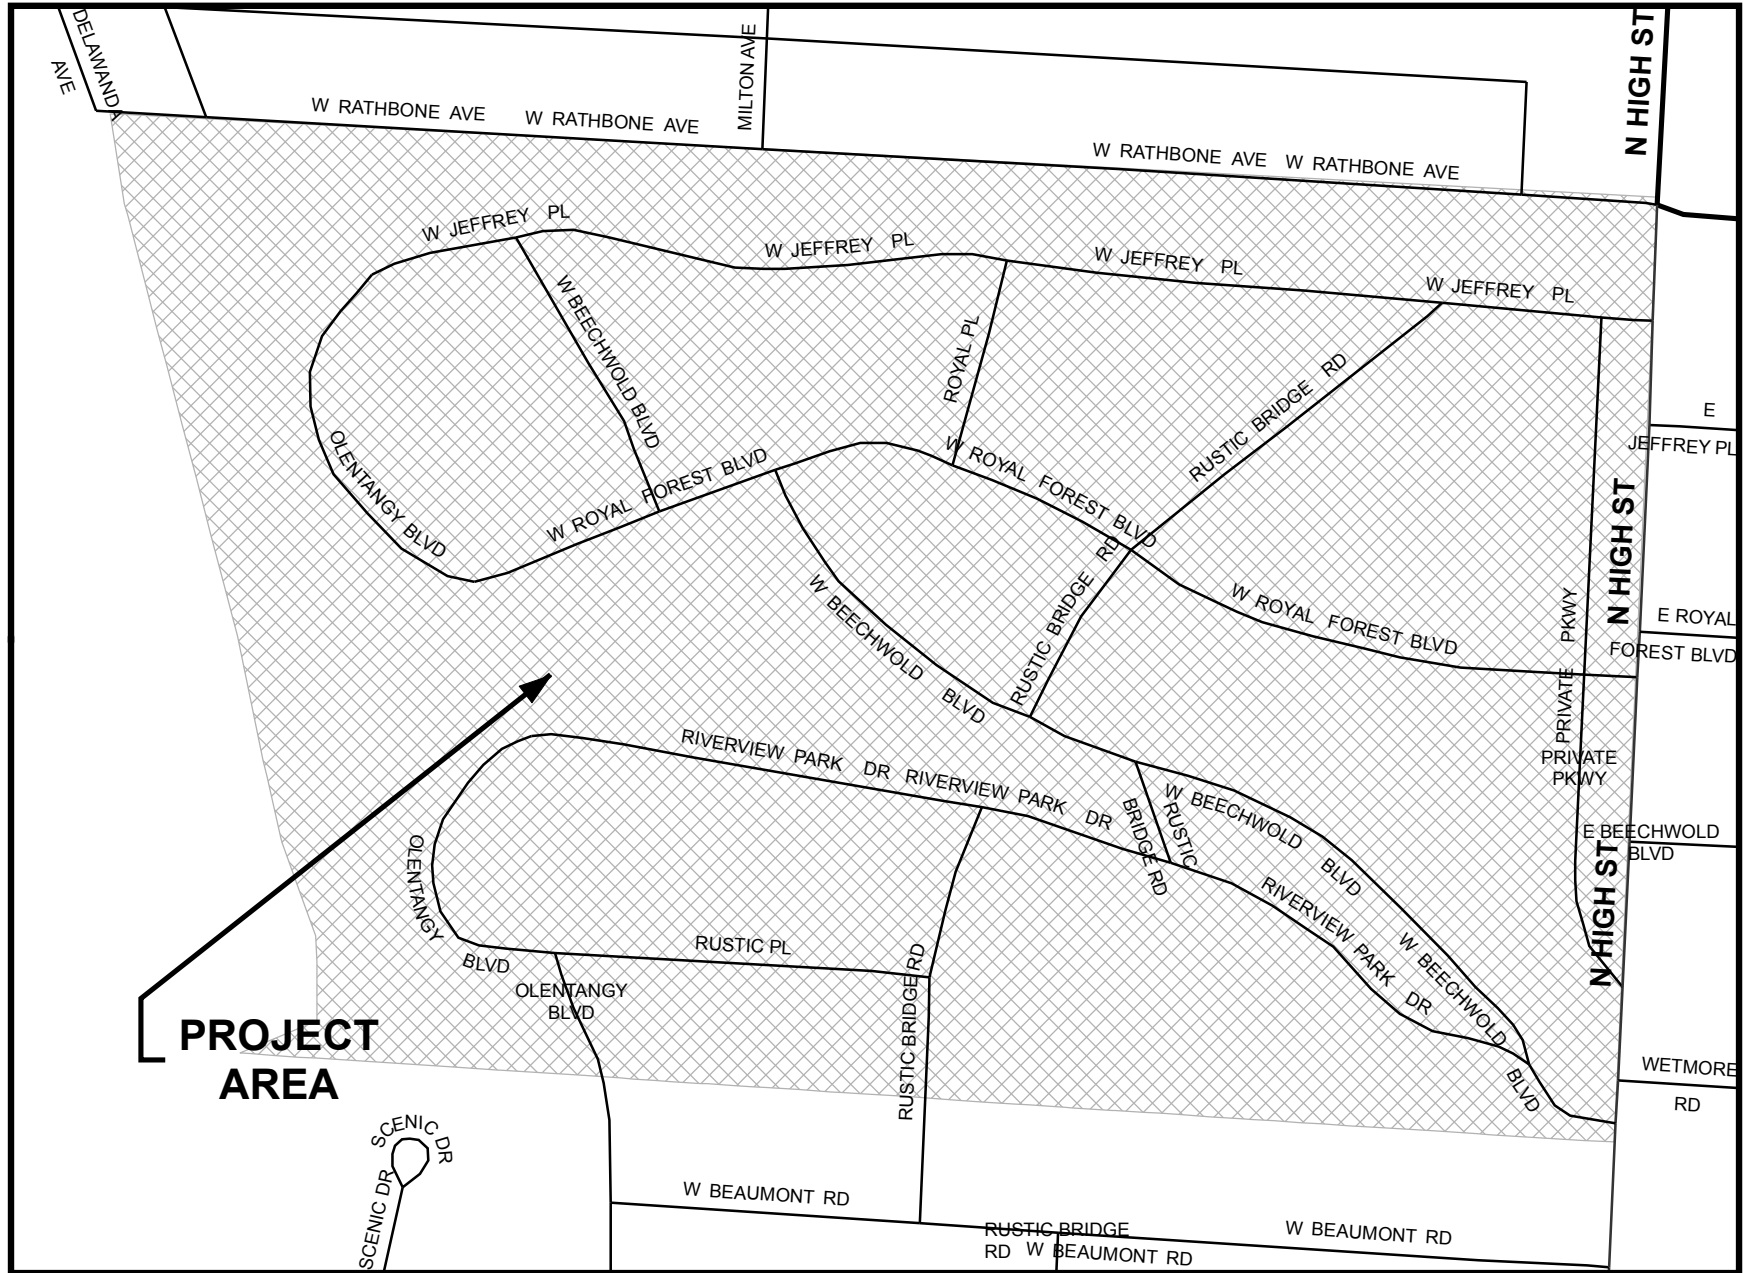 DELAWANDA
AVE
MILTON AVE
N HIGH ST
W RATHBONE AVE
W RATHBONE AVE
W RATHBONE AVE
W RATHBONE AVE
W JEFFREY PL
W JEFFREY PL
W JEFFREY PL
W JEFFREY PL
W BEECHWOLD BLVD
ROYAL PL
RUSTIC BRIDGE RD
E
JEFFREY PL
OLENTANGY BLVD
W ROYAL FOREST BLVD
W ROYAL FOREST BLVD
N HIGH ST
W BEECHWOLD BLVD
RUSTIC BRIDGE RD
W ROYAL FOREST BLVD
PRIVATE PKWY
E ROYAL
FOREST BLVD
RIVERVIEW PARK DR
RIVERVIEW PARK DR
PRIVATE
PKWY
W BEECHWOLD BLVD
RUSTIC
BRIDGE RD
E BEECHWOLD
BLVD
N HIGH ST
OLENTANGY BLVD
RUSTIC PL
RUSTIC BRIDGE RD
RIVERVIEW PARK DR
W BEECHWOLD BLVD
OLENTANGY
BLVD
PROJECT
AREA
WETMORE
RD
SCENIC DR
SCENIC DR
W BEAUMONT RD
RUSTIC BRIDGE
RD
W BEAUMONT RD
W BEAUMONT RD